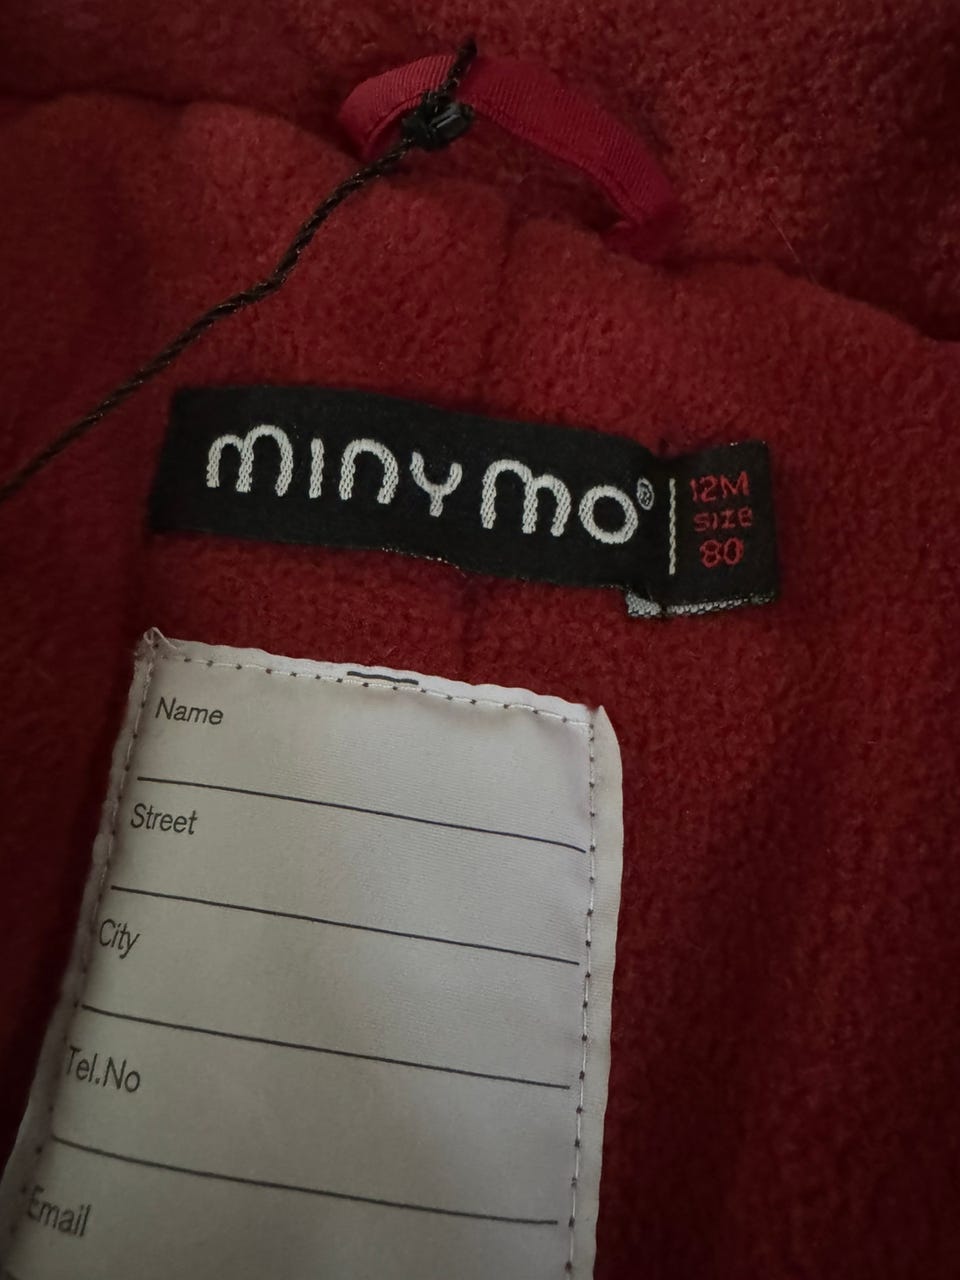 minymo®
12M
SIZE
80
Name
Street
City
Tel.No
Email